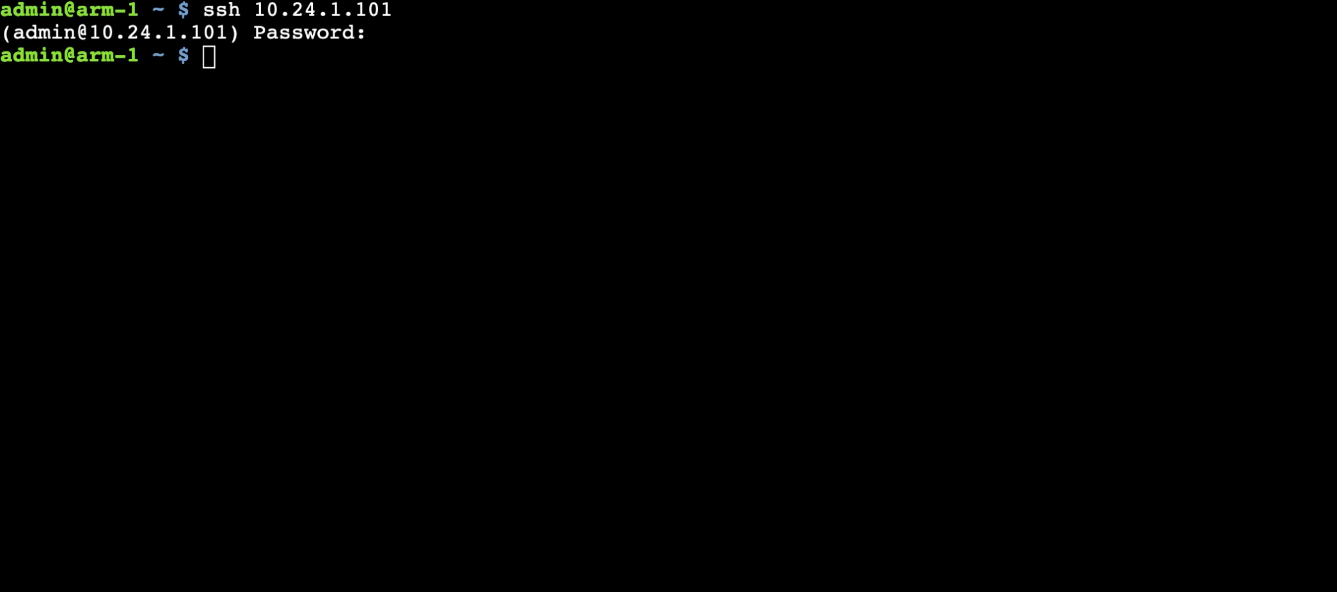 admin@arm-1 ~ $ ssh 10.24.1.101
(admin@10.24.1.101) Password:
admin@arm-1 ~ $